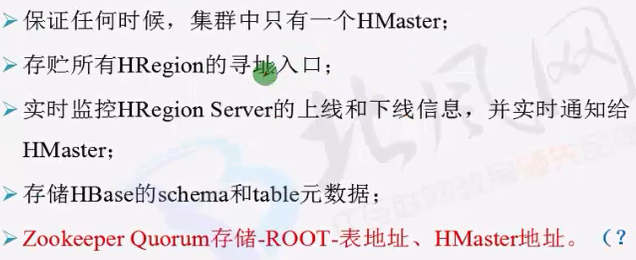 保证任何时候，集群中只有一个HMaster；
存贮所有HRegion的寻址入口；
实时监控HRegion Server的上线和下线信息，并实时通知给
HMaster；
存储HBase的schema和table元数据；
Zookeeper Quorum存储-ROOT-表地址、HMaster地址。（？
北风网